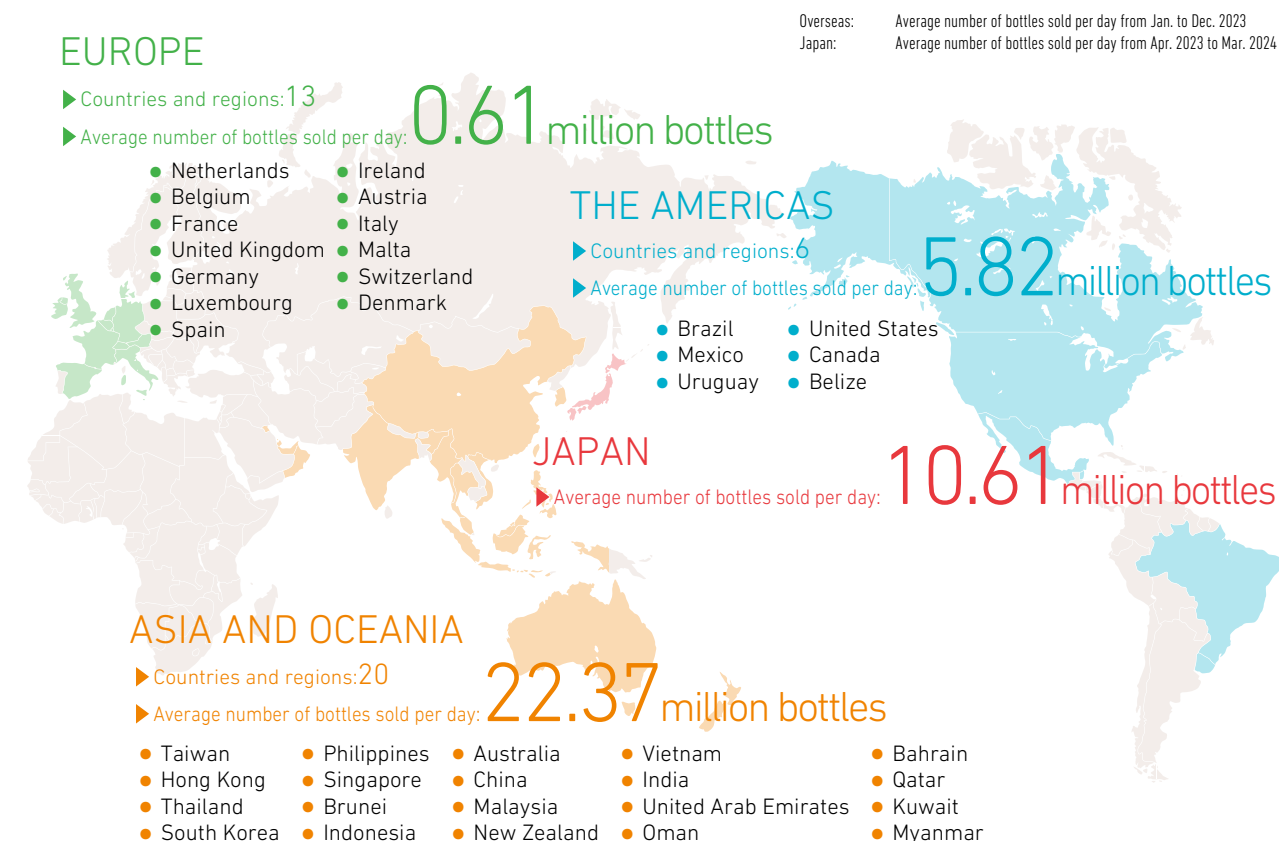 Overseas: Average number of bottles sold per day from Jan. to Dec. 2023
Japan: Average number of bottles sold per day from Apr. 2023 to Mar. 2024
EUROPE
Countries and regions:13
Average number of bottles sold per day: 0.61 million bottles
Netherlands
Belgium
France
United Kingdom
Germany
Luxembourg
Spain
Ireland
Austria
Italy
Malta
Switzerland
Denmark
THE AMERICAS
Countries and regions:6
Average number of bottles sold per day: 5.82 million bottles
Brazil
Mexico
Uruguay
United States
Canada
Belize
JAPAN
Average number of bottles sold per day: 10.61 million bottles
ASIA AND OCEANIA
Countries and regions:20
Average number of bottles sold per day: 22.37 million bottles
Taiwan
Hong Kong
Thailand
South Korea
Philippines
Singapore
Brunei
Indonesia
Australia
China
Malaysia
New Zealand
Vietnam
India
United Arab Emirates
Oman
Bahrain
Qatar
Kuwait
Myanmar